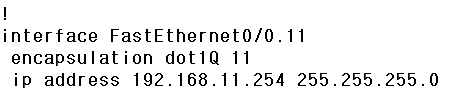 !
interface FastEthernet0/0.11
encapsulation dot1Q 11
ip address 192.168.11.254 255.255.255.0